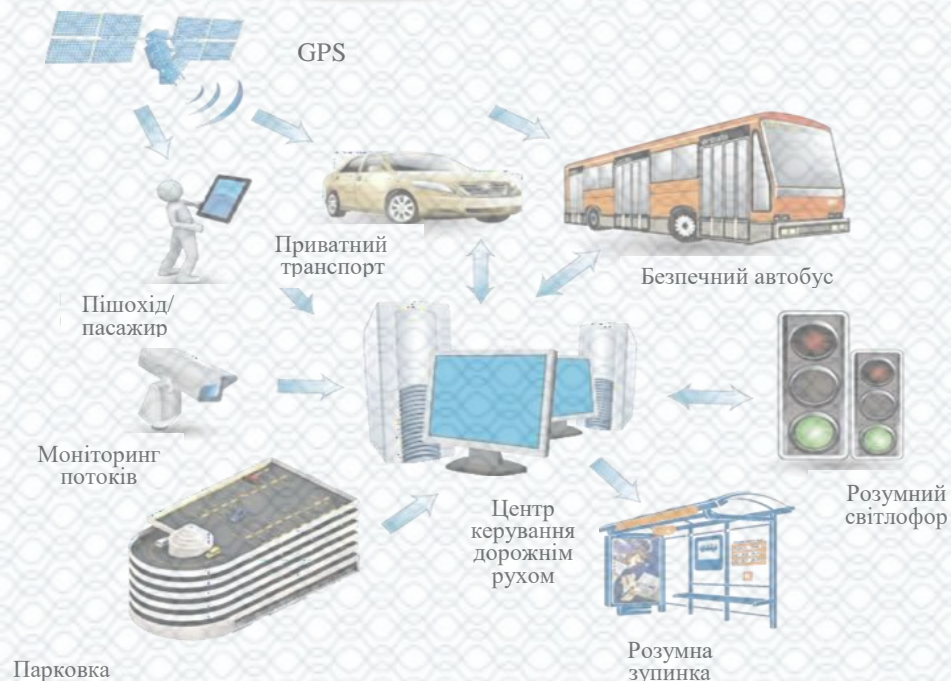 GPS
Приватний
транспорт
Безпечний автобус
Пішохід/
пасажир
Моніторинг
потоків
Центр
керування
дорожнім
рухом
Розумний
світлофор
Розумна
зупинка
Парковка